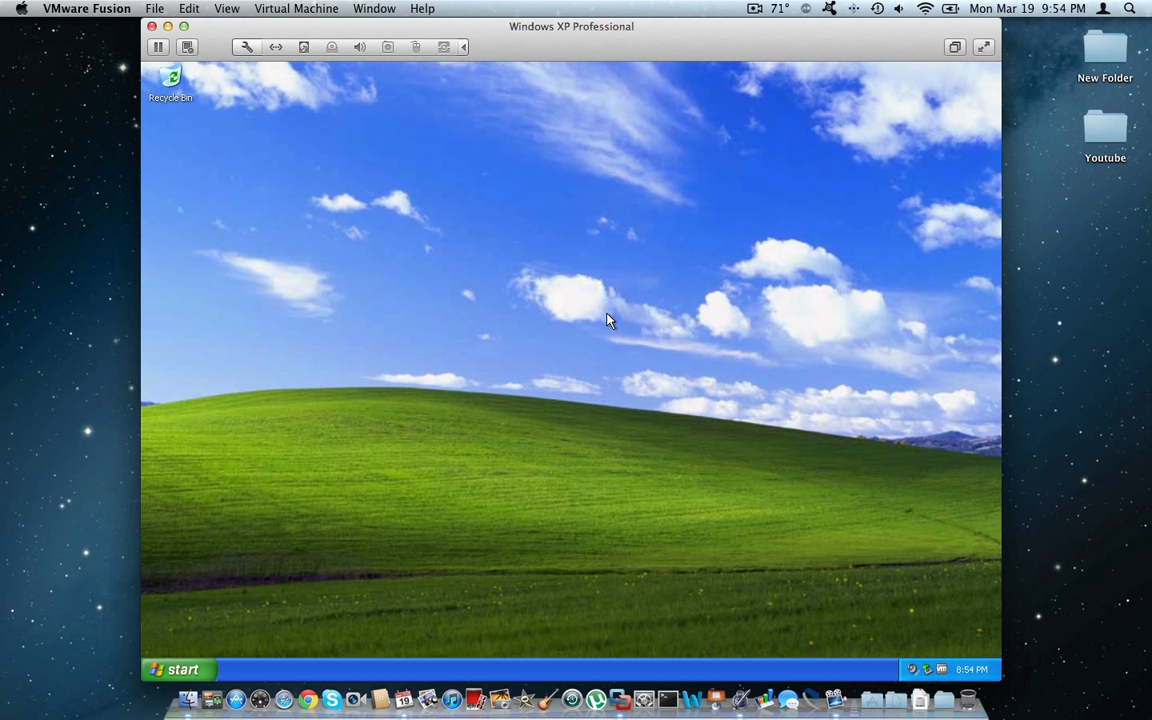 VMware Fusion File Edit View Virtual Machine Window Help 71° Mon Mar 19 9:54 PM
Windows XP Professional
New Folder
Recycle Bin
Youtube
start 8:54 PM
19